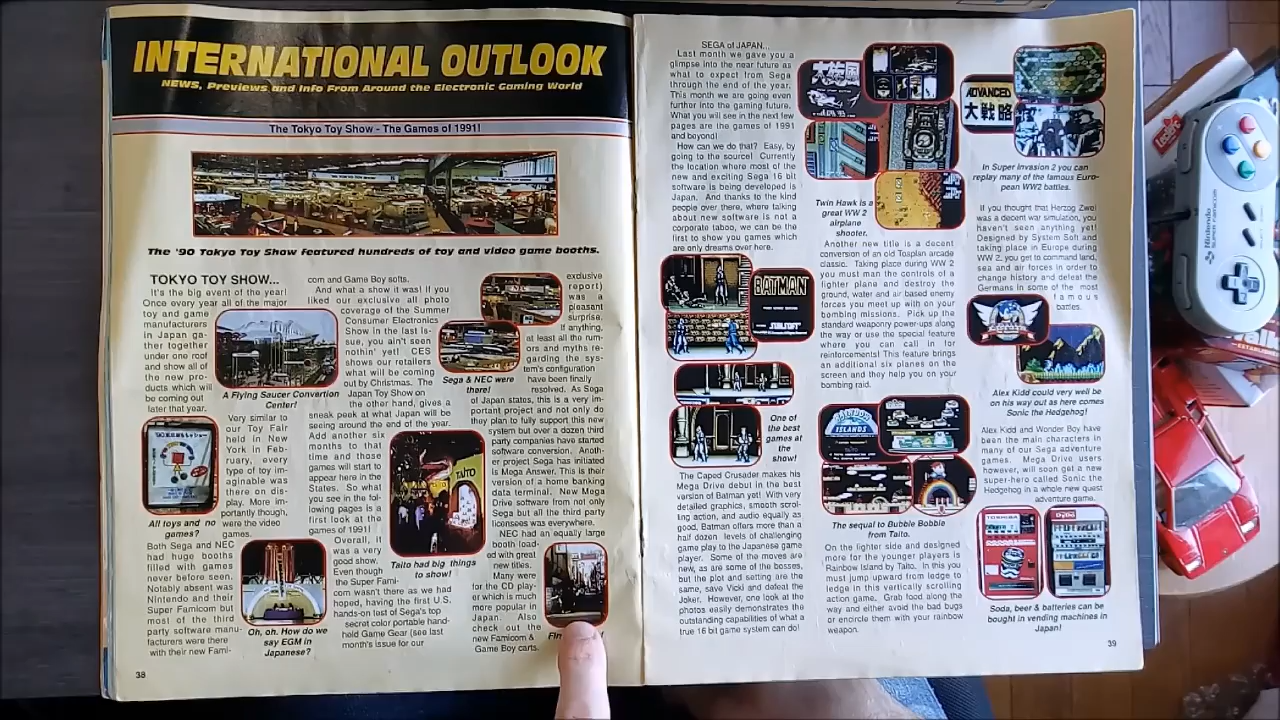 INTERNATIONAL OUTLOOK
NEWS, Previews and Info From Around the Electronic Gaming World
The Tokyo Toy Show - The Games of 1991!
The '90 Tokyo Toy Show featured hundreds of toy and video game booths.
TOKYO TOY SHOW...
It's the big event of the year!
Once every year all of the major
toy and game
manufacturers
in Japan ga-
ther together
under one roof
and show all of
the new pro-
ducts which will
be coming out
later that year.
A Flying Saucer Convention
Center!
Very similar to
our Toy Fair
held in New
York in Feb-
ruary, every
type of toy im-
aginable was
there on dis-
play. More im-
portantly though,
were the video
games.
All toys and no
games?
Both Sega and NEC
had huge booths
filled with games
never before seen.
Notably absent was
Nintendo and their
Super Famicom but
most of the third
party software manu-
facturers were there
with their new Fami-
Oh, oh. How do we
say EGM in
Japanese?
com and Game Boy softs.
And what a show it was! If you
liked our exclusive all photo
coverage of the Summer
Consumer Electronics
Show in the last is-
sue, you ain't seen
nothin' yet! CES
shows our retailers
what will be coming
out by Christmas. The
Japan Toy Show on
the other hand, gives a
sneak peek at what Japan will be
seeing around the end of the year.
Add another six
months to that
time and those
games will start to
appear here in the
States. So what
you see in the fol-
lowing pages is a
first look at the
games of 1991!
Overall, it
was a very
good show.
Even though
the Super Fami-
com wasn't there as we had
hoped, having the first U.S.
hands-on test of Sega's top
secret color portable hand-
held Game Gear (see last
month's issue for our
TAITO
Taito had big things
to show!
Sega & NEC were
there!
exclusive
report)
was a
pleasant
surprise.
If anything,
at least all the rum-
ors and myths re-
garding the sys-
tem's configuration
have been finally
resolved. As Sega
of Japan states, this is a very im-
portant project and not only do
they plan to fully support this new
system but over a dozen third
party companies have started
software conversion. Anoth-
er project Sega has initiated
is Mega Answer. This is the
version of a home banking
data terminal. New Mega
Drive software from not only
Sega but all the third party
licensees was everywhere.
NEC had an equally large
booth load-
ed with great
new titles.
Many were
for the CD play-
er which is much
more popular in
Japan. Also
check out the
new Famicom &
Game Boy carts.
38
SEGA of JAPAN...
Last month we gave you a
glimpse into the near future as
what to expect from Sega
through the end of the year.
This month we are going even
further into the gaming future.
What you will see in the next few
pages are the games of 1991
and beyond!
How can we do that? Easy, by
going to the source! Currently
the location where most of the
new and exciting Sega 16 bit
software is being developed is
Japan. And thanks to the kind
people over there, where talking
about new software is not a
corporate taboo, we can be the
first to show you games which
are only dreams over here.
BATMAN
SUNSOFT
One of
the best
games at
the show!
The Caped Crusader makes his
Mega Drive debut in the best
version of Batman yet! With very
detailed graphics, smooth scrol-
ling action, and audio equally as
good, Batman offers more than a
half dozen levels of challenging
game play to the Japanese game
player. Some of the moves are
new, as are some of the bosses,
but the plot and setting are the
same, save Vicki and defeat the
Joker. However, one look at the
photos easily demonstrates the
outstanding capabilities of what a
true 16 bit game system can do!
大旋風
Twin Hawk is a
great WW 2
airplane
shooter.
Another new title is a decent
conversion of an old Toaplan arcade
classic. Taking place during WW 2
you must man the controls of a
fighter plane and destroy the
ground, water and air based enemy
forces you meet up with on your
bombing missions. Pick up the
standard weaponry power-ups along
the way or use the special feature
where you can call in for
reinforcements! This feature brings
an additional six planes on the
screen and they help you on your
bombing raid.
RAINBOW
ISLANDS
The sequal to Bubble Bobble
from Taito.
On the lighter side and designed
more for the younger players is
Rainbow Island by Taito. In this you
must jump upward from ledge to
ledge in this vertically scrolling
action game. Grab food along the
way and either avoid the bad bugs
or encircle them with your rainbow
weapon.
ADVANCED
大戦略
In Super Invasion 2 you can
replay many of the famous Euro-
pean WW2 battles.
If you thought that Herzog Zwei
was a decent war simulation, you
haven't seen anything yet!
Designed by System Soft and
taking place in Europe during
WW 2, you get to command land,
sea and air forces in order to
change history and defeat the
Germans in some of the most
famous
battles.
Alex Kidd could very well be
on his way out as here comes
Sonic the Hedgehog!
Alex Kidd and Wonder Boy have
been the main characters in
many of our Sega adventure
games. Mega Drive users
however, will soon get a new
super-hero called Sonic the
Hedgehog in a whole new quest
adventure game.
TOSHIBA
DyDo
Soda, beer & batteries can be
bought in vending machines in
Japan!
39
Leclerc
Nintendo
SUPER FAMICOM